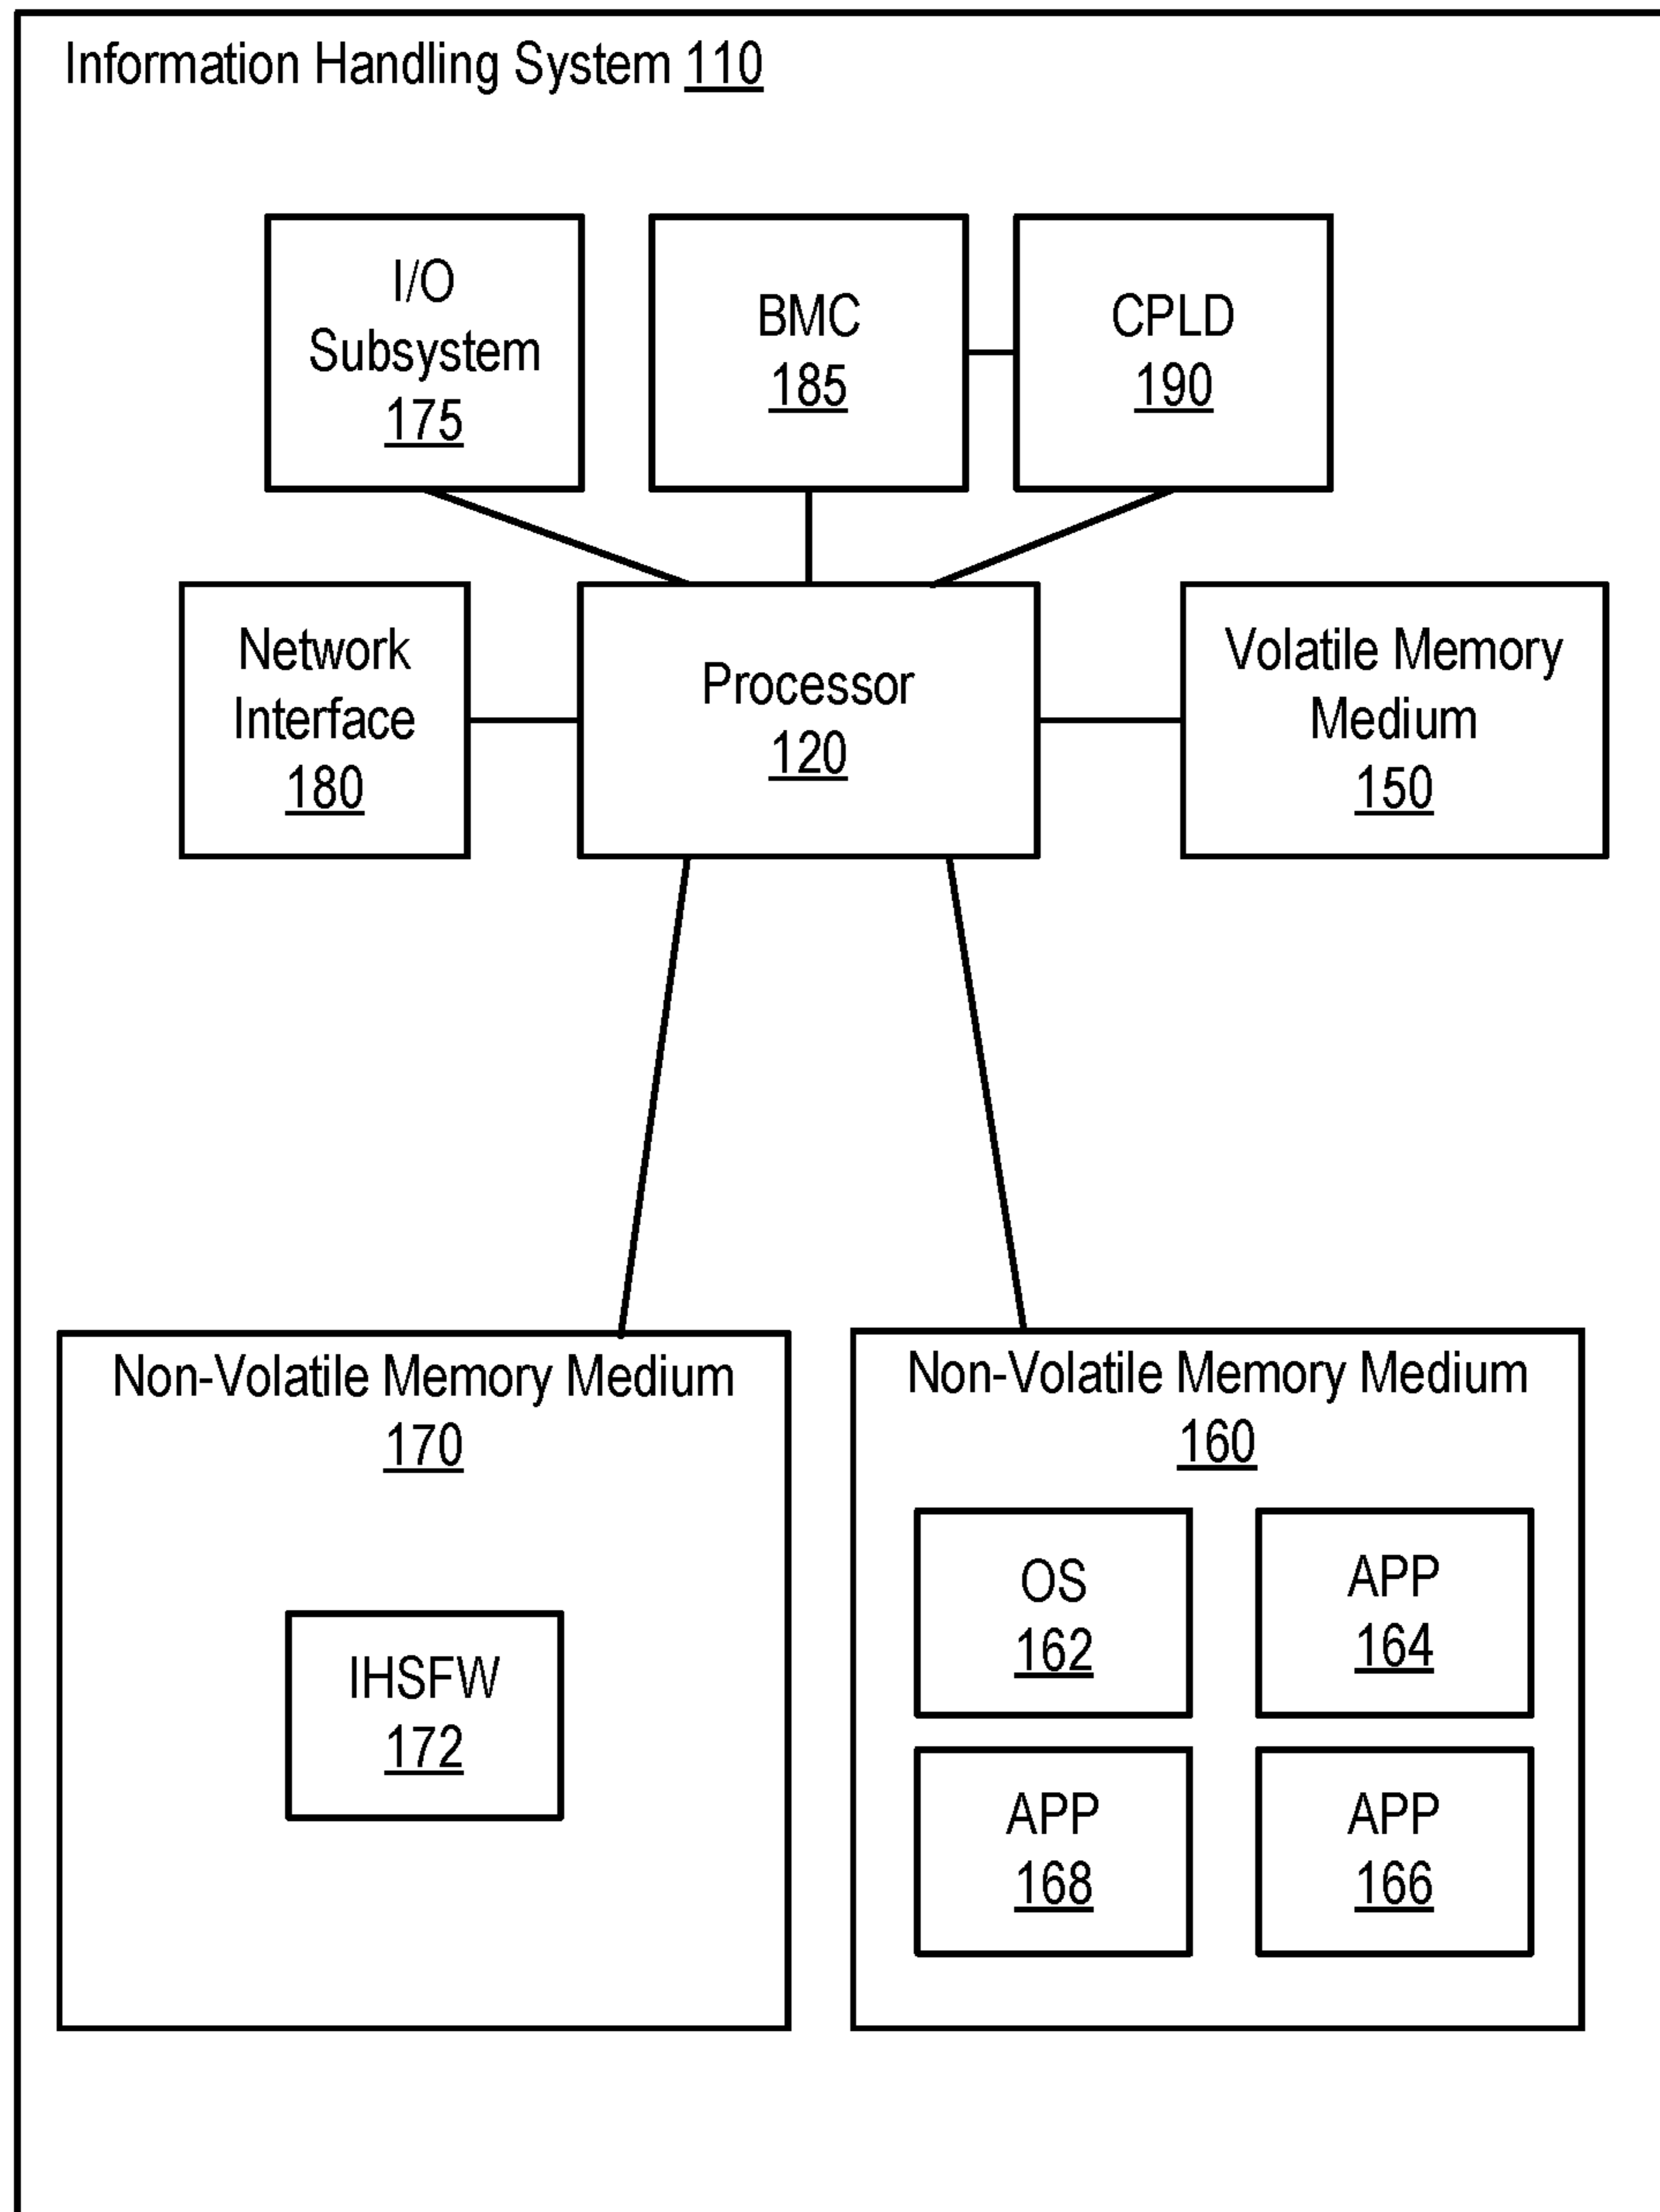 Information Handling System 110
I/O
Subsystem
175
BMC
185
CPLD
190
Network
Interface
180
Processor
120
Volatile Memory
Medium
150
Non-Volatile Memory Medium
170
IHSFW
172
Non-Volatile Memory Medium
160
OS
162
APP
164
APP
168
APP
166